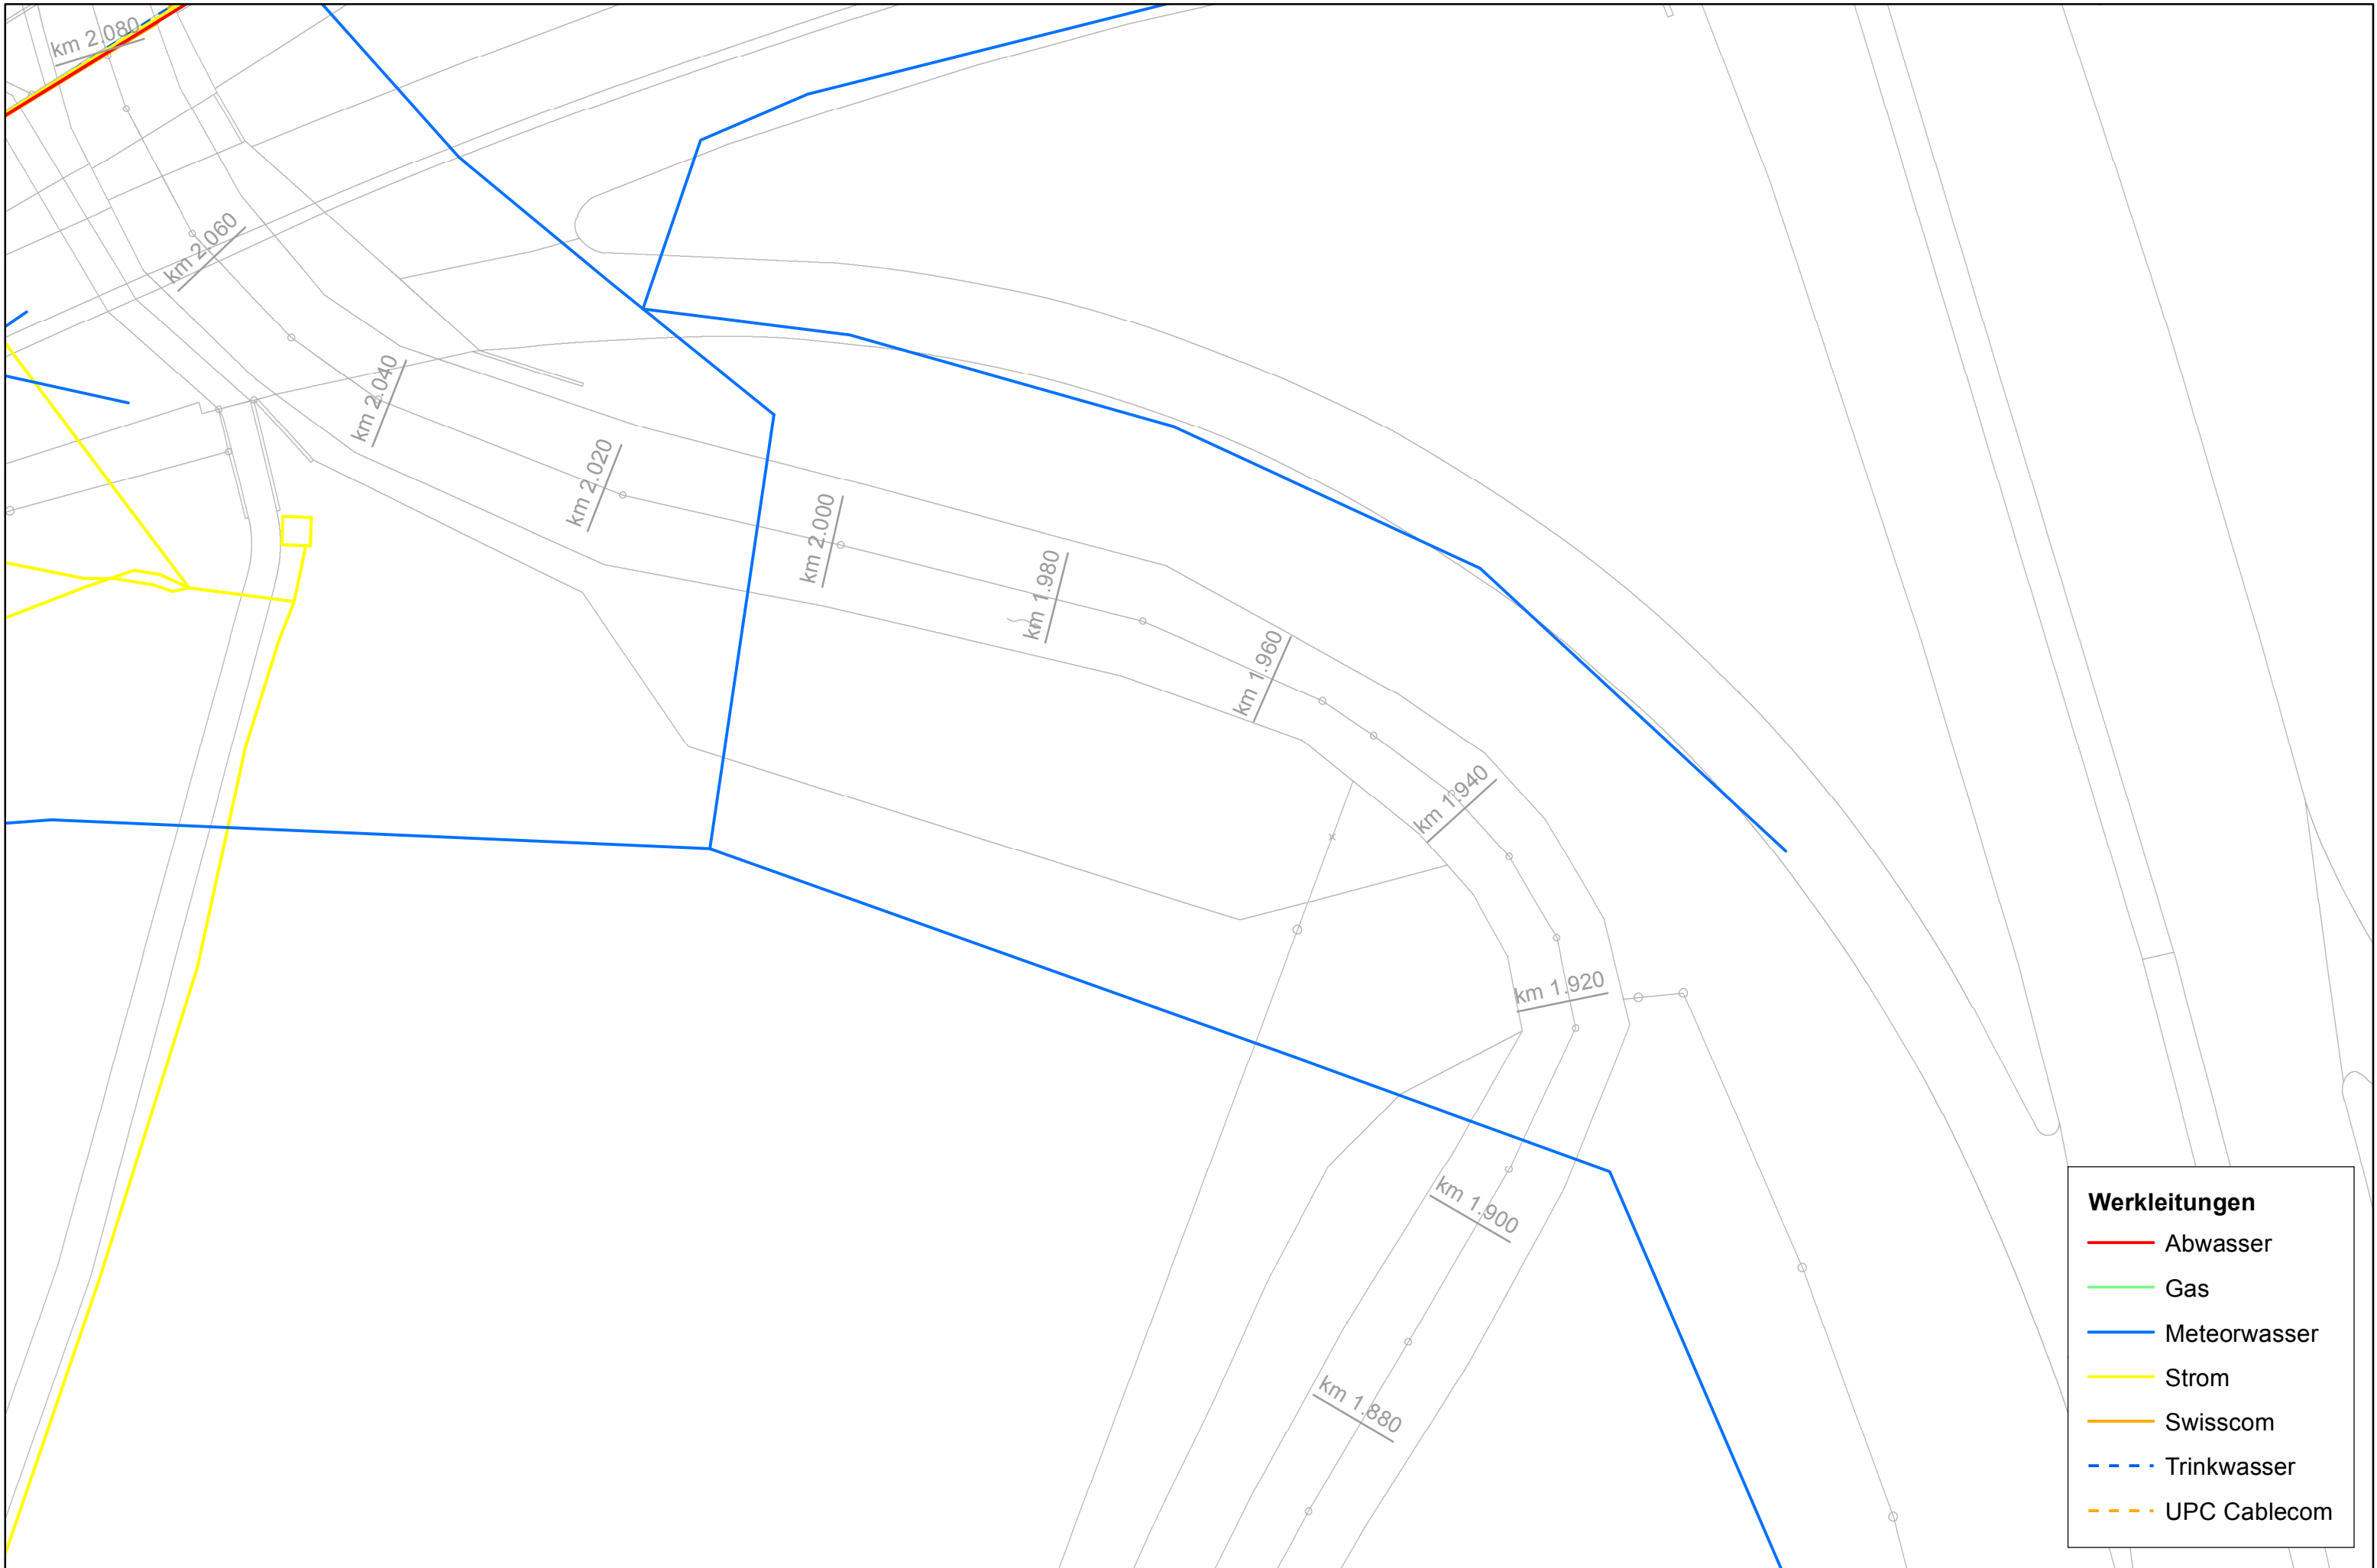 km 2.080
km 2.060
km 2.040
km 2.020
km 2.000
km 1.980
km 1.960
km 1.940
km 1.920
km 1.900
km 1.880
Werkleitungen
Abwasser
Gas
Meteorwasser
Strom
Swisscom
Trinkwasser
UPC Cablecom